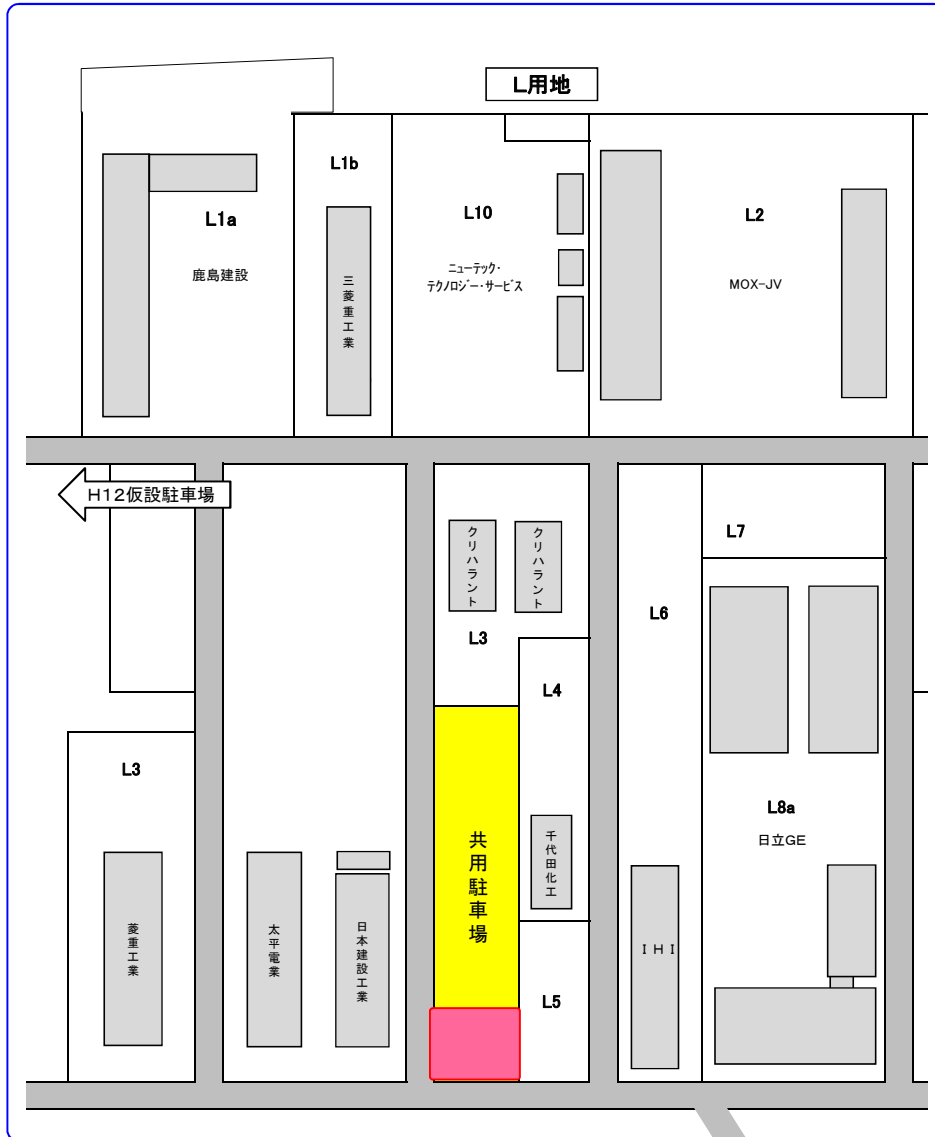 L用地
L1b
L10
L2
L1a
鹿島建設
三菱重工業
ニューテック・
テクノロジー・サービス
MOX-JV
H12仮設駐車場
クリハラント
クリハラント
L7
L6
L3
L4
L3
L8a
日立GE
共用駐車場
千代田化工
菱重工業
太平電業
日本建設工業
IHI
L5